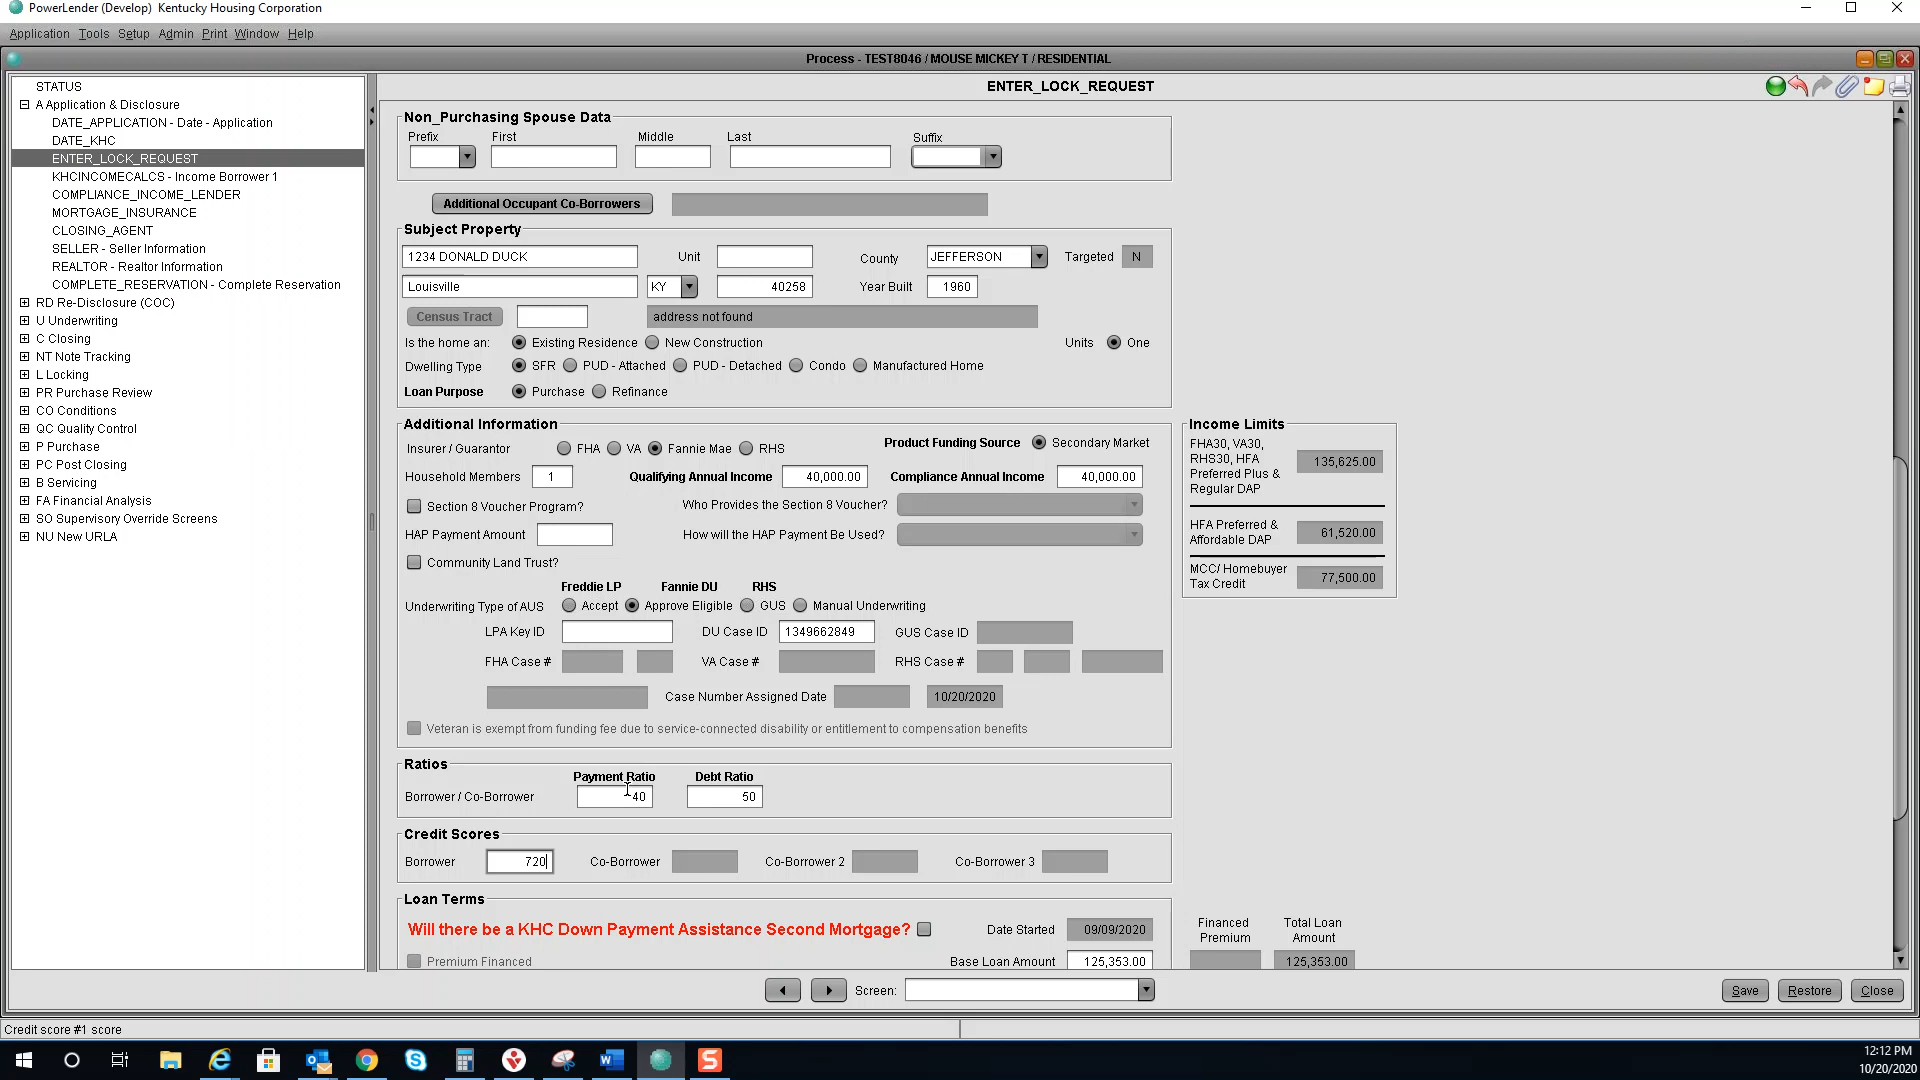 PowerLender (Develop) Kentucky Housing Corporation
Application Tools Setup Admin Print Window Help
Process - TEST8046 / MOUSE MICKEY T / RESIDENTIAL
STATUS
A Application & Disclosure
DATE_APPLICATION - Date - Application
DATE_KHC
ENTER_LOCK_REQUEST
KHCINCOMECALCS - Income Borrower 1
COMPLIANCE_INCOME_LENDER
MORTGAGE_INSURANCE
CLOSING_AGENT
SELLER - Seller Information
REALTOR - Realtor Information
COMPLETE_RESERVATION - Complete Reservation
RD Re-Disclosure (COC)
U Underwriting
C Closing
NT Note Tracking
L Locking
PR Purchase Review
CO Conditions
QC Quality Control
P Purchase
PC Post Closing
B Servicing
FA Financial Analysis
SO Supervisory Override Screens
NU New URLA
ENTER_LOCK_REQUEST
Non_Purchasing Spouse Data
Prefix First Middle Last Suffix
Additional Occupant Co-Borrowers
Subject Property
1234 DONALD DUCK Unit County JEFFERSON Targeted N
Louisville KY 40258 Year Built 1960
Census Tract address not found
Is the home an: Existing Residence New Construction Units One
Dwelling Type SFR PUD - Attached PUD - Detached Condo Manufactured Home
Loan Purpose Purchase Refinance
Additional Information
Insurer / Guarantor FHA VA Fannie Mae RHS Product Funding Source Secondary Market
Household Members 1 Qualifying Annual Income 40,000.00 Compliance Annual Income 40,000.00
Section 8 Voucher Program? Who Provides the Section 8 Voucher?
HAP Payment Amount How will the HAP Payment Be Used?
Community Land Trust?
Freddie LP Fannie DU RHS
Underwriting Type of AUS Accept Approve Eligible GUS Manual Underwriting
LPA Key ID DU Case ID 1349662849 GUS Case ID
FHA Case # VA Case # RHS Case #
Case Number Assigned Date 10/20/2020
Veteran is exempt from funding fee due to service-connected disability or entitlement to compensation benefits
Income Limits
FHA30, VA30,
RHS30, HFA
Preferred Plus &
Regular DAP
135,625.00
HFA Preferred &
Affordable DAP
61,520.00
MCC/ Homebuyer
Tax Credit
77,500.00
Ratios
Payment Ratio Debt Ratio
Borrower / Co-Borrower 40 50
Credit Scores
Borrower 720 Co-Borrower Co-Borrower 2 Co-Borrower 3
Loan Terms
Will there be a KHC Down Payment Assistance Second Mortgage? Date Started 09/09/2020
Premium Financed Base Loan Amount 125,353.00
Financed
Premium
Total Loan
Amount
125,353.00
Screen: Save Restore Close
Credit score #1 score
12:12 PM
10/20/2020